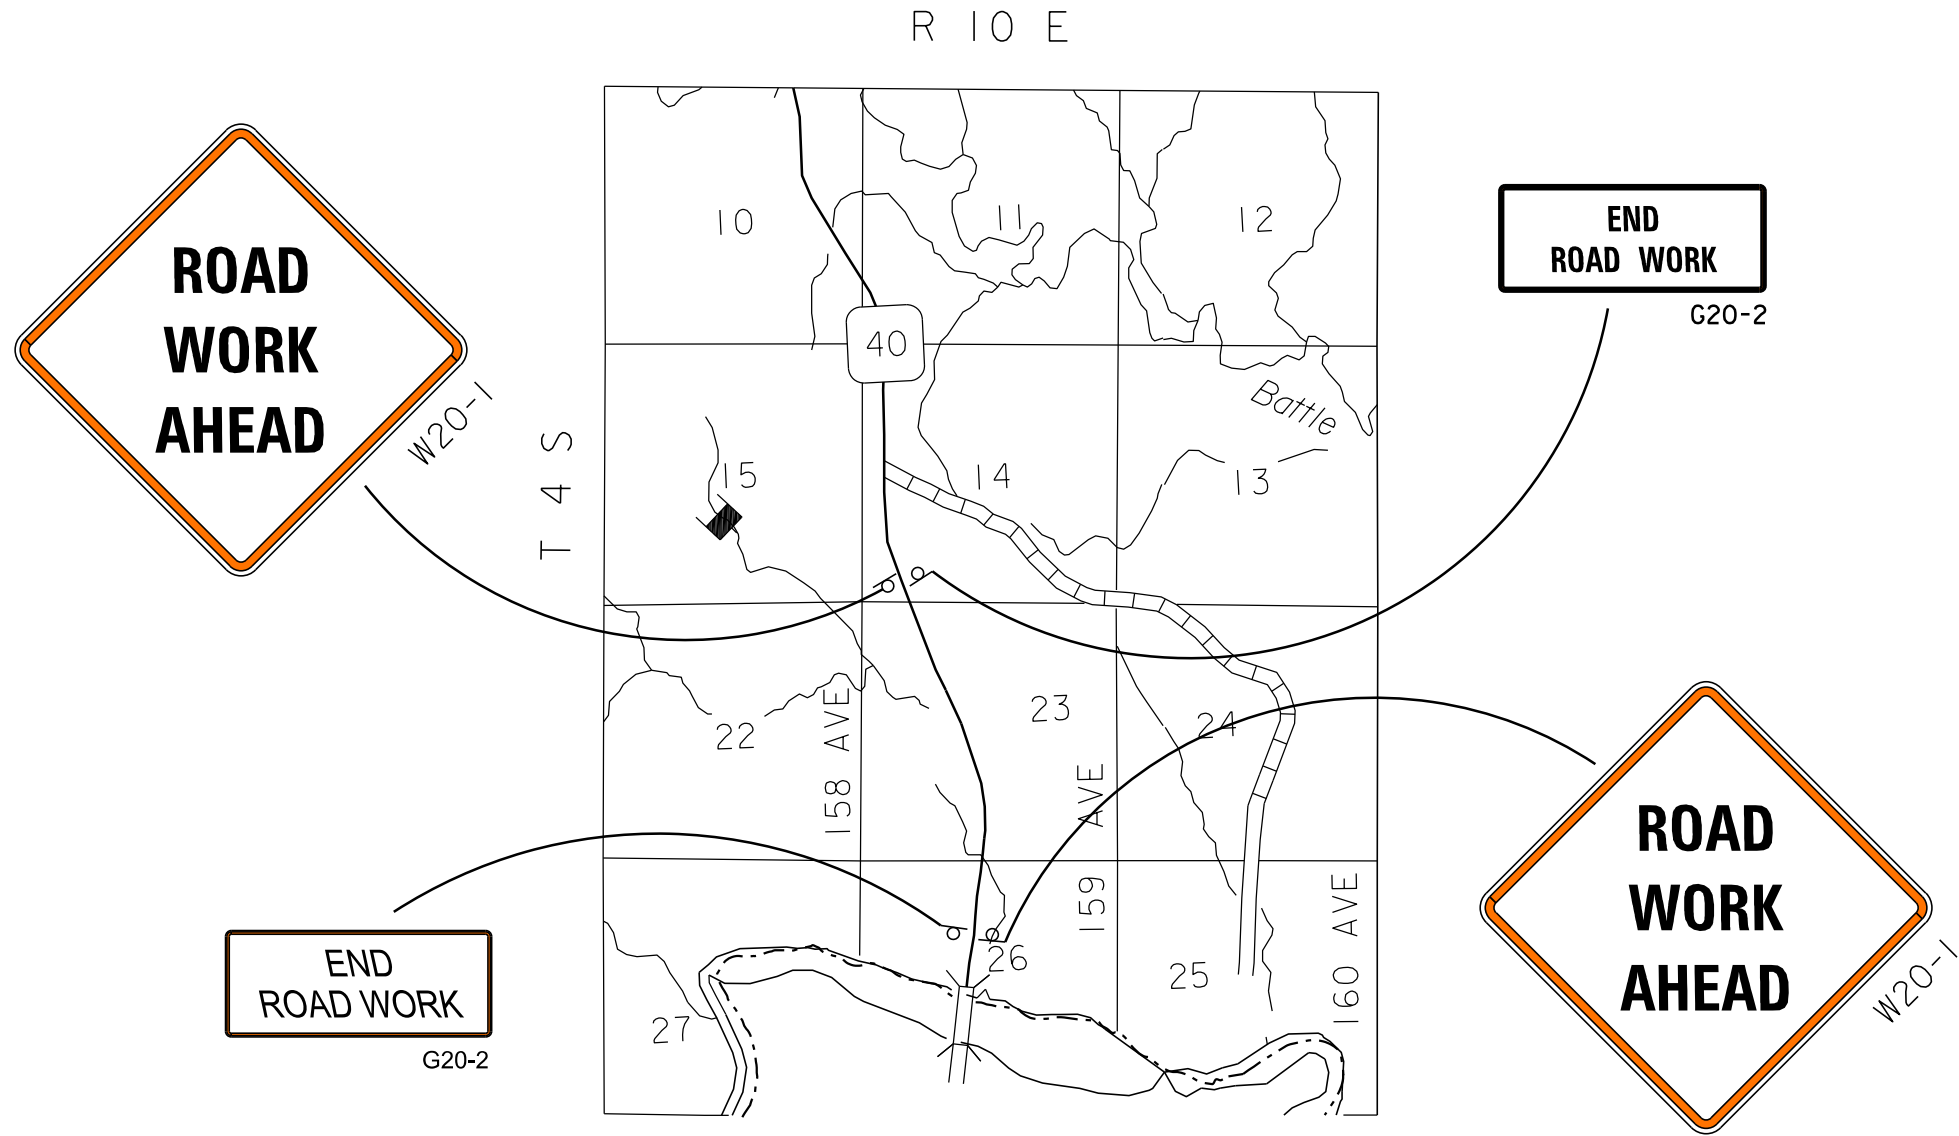 R 10 E
ROAD
WORK
AHEAD
W20-1
END
ROAD WORK
G20-2
T 4 S
10
11
12
40
Battle
15
14
13
22
23
24
158 AVE
159 AVE
160 AVE
27
26
25
END
ROAD WORK
G20-2
ROAD
WORK
AHEAD
W20-1